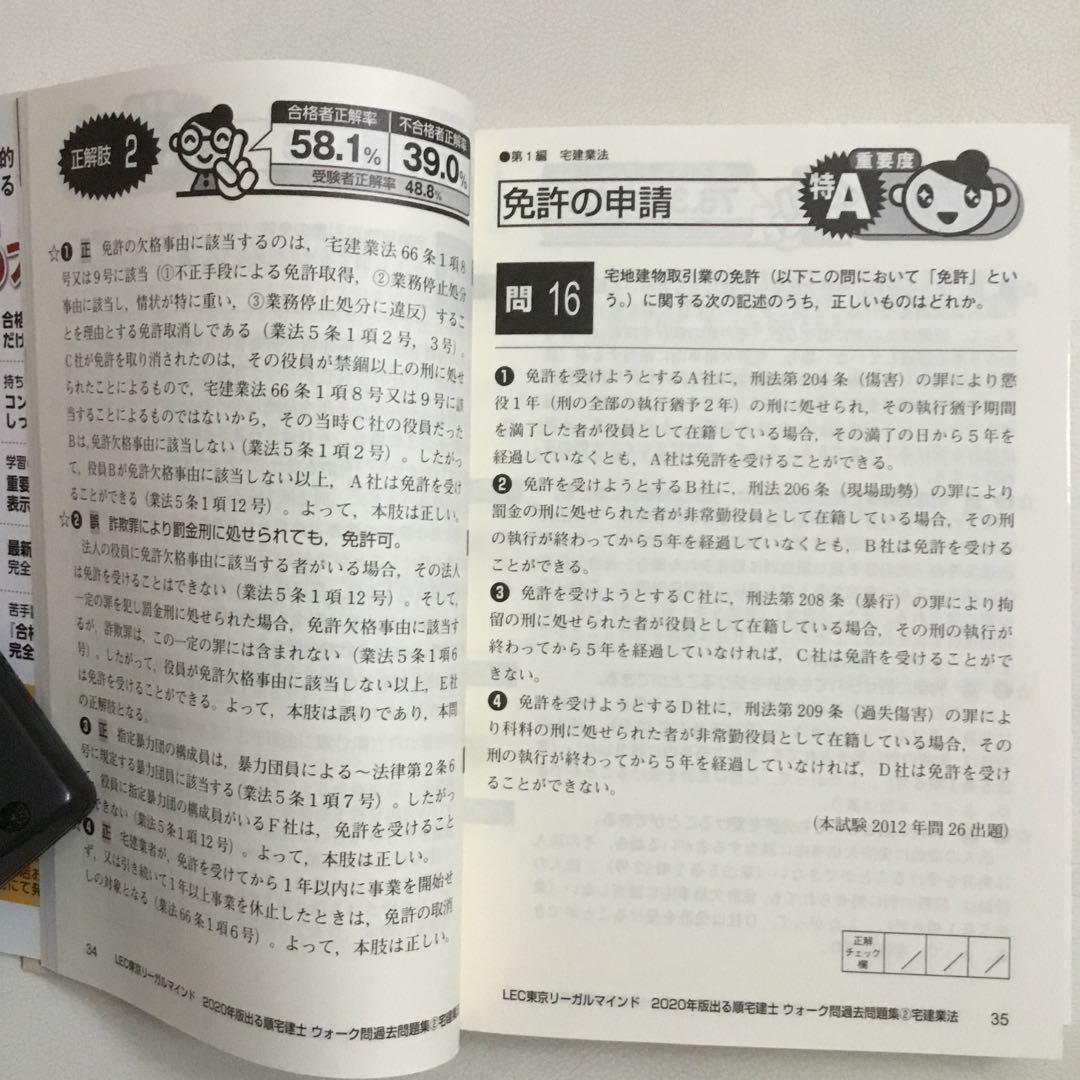 的
る
合格
だけ
持ち
コン
しっ
学習
重要
表示
最新
完全
苦手
『合格
完全
正解肢 2
合格者正解率
58.1%
不合格者正解率
39.0%
受験者正解率 48.8%
☆❶ 正 免許の欠格事由に該当するのは，宅建業法66条1項8
号又は9号に該当（①不正手段による免許取得，②業務停止処分
事由に該当し，情状が特に重い，③業務停止処分に違反）するこ
とを理由とする免許取消しである（業法5条1項2号，3号）。
C社が免許を取り消されたのは，その役員が禁錮以上の刑に処せ
られたことによるもので，宅建業法66条1項8号又は9号に該
当することによるものではないから，その当時C社の役員だった
Bは，免許欠格事由に該当しない（業法5条1項2号）。したがっ
て，役員Bが免許欠格事由に該当しない以上，A社は免許を受け
ることができる（業法5条1項12号）。よって，本肢は正しい。
☆❷ 誤 詐欺罪により罰金刑に処せられても，免許可。
法人の役員に免許欠格事由に該当する者がいる場合，その法人
は免許を受けることはできない（業法5条1項12号）。そして，
一定の罪を犯し罰金刑に処せられた場合，免許欠格事由に該当す
るが，詐欺罪は，この一定の罪には含まれない（業法5条1項6
号）。したがって，役員が免許欠格事由に該当しない以上，E社
は免許を受けることができる。よって，本肢は誤りであり，本問
の正解肢となる。
❸ 正 指定暴力団の構成員は，暴力団員による〜法律第2条6
号に規定する暴力団員に該当する（業法5条1項7号）。したがっ
て，役員に指定暴力団の構成員がいるF社は，免許を受けること
ができない（業法5条1項12号）。よって，本肢は正しい。
❹ 正 宅建業者が，免許を受けてから1年以内に事業を開始せ
ず，又は引き続いて1年以上事業を休止したときは，免許の取消
しの対象となる（業法66条1項6号）。よって，本肢は正しい。
34
LEC東京リーガルマインド 2020年版出る順宅建士 ウォーク問過去問題集②宅建業
●第1編 宅建業法
免許の申請
重要度
特A
問 16
宅地建物取引業の免許（以下この問において「免許」とい
う。）に関する次の記述のうち，正しいものはどれか。
❶ 免許を受けようとするA社に，刑法第204条（傷害）の罪により懲
役1年（刑の全部の執行猶予2年）の刑に処せられ，その執行猶予期間
を満了した者が役員として在籍している場合，その満了の日から5年を
経過していなくとも，A社は免許を受けることができる。
❷ 免許を受けようとするB社に，刑法206条（現場助勢）の罪により
罰金の刑に処せられた者が非常勤役員として在籍している場合，その刑
の執行が終わってから5年を経過していなくとも，B社は免許を受ける
ことができる。
❸ 免許を受けようとするC社に，刑法第208条（暴行）の罪により拘
留の刑に処せられた者が役員として在籍している場合，その刑の執行が
終わってから5年を経過していなければ，C社は免許を受けることがで
きない。
❹ 免許を受けようとするD社に，刑法第209条（過失傷害）の罪によ
り科料の刑に処せられた者が非常勤役員として在籍している場合，その
刑の執行が終わってから5年を経過していなければ，D社は免許を受け
ることができない。
（本試験2012年問26出題）
正解
チェック
欄
LEC東京リーガルマインド 2020年版出る順宅建士 ウォーク問過去問題集②宅建業法
35